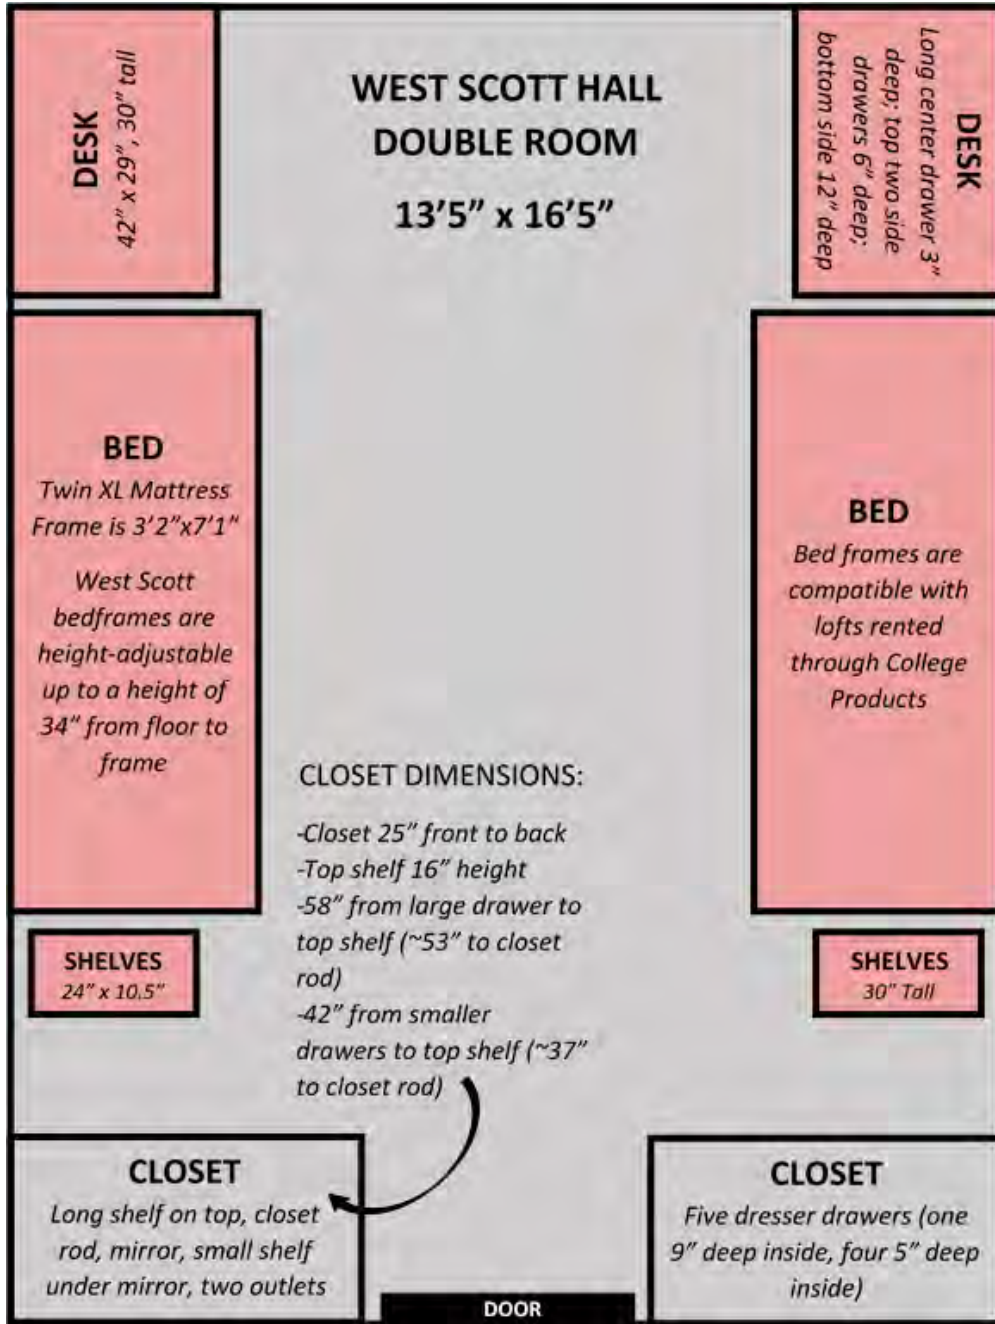 WEST SCOTT HALL
DOUBLE ROOM
13’5” x 16’5”
DESK
42” x 29”, 30” tall
DESK
Long center drawer 3”
deep; top two side
drawers 6” deep;
bottom side 12” deep
BED
Twin XL Mattress
Frame is 3’2”x7’1”
West Scott
bedframes are
height-adjustable
up to a height of
34” from floor to
frame
BED
Bed frames are
compatible with
lofts rented
through College
Products
CLOSET DIMENSIONS:
-Closet 25” front to back
-Top shelf 16” height
-58” from large drawer to
top shelf (~53” to closet
rod)
-42” from smaller
drawers to top shelf (~37”
to closet rod)
SHELVES
24” x 10.5”
SHELVES
30” Tall
CLOSET
Long shelf on top, closet
rod, mirror, small shelf
under mirror, two outlets
CLOSET
Five dresser drawers (one
9” deep inside, four 5” deep
inside)
DOOR